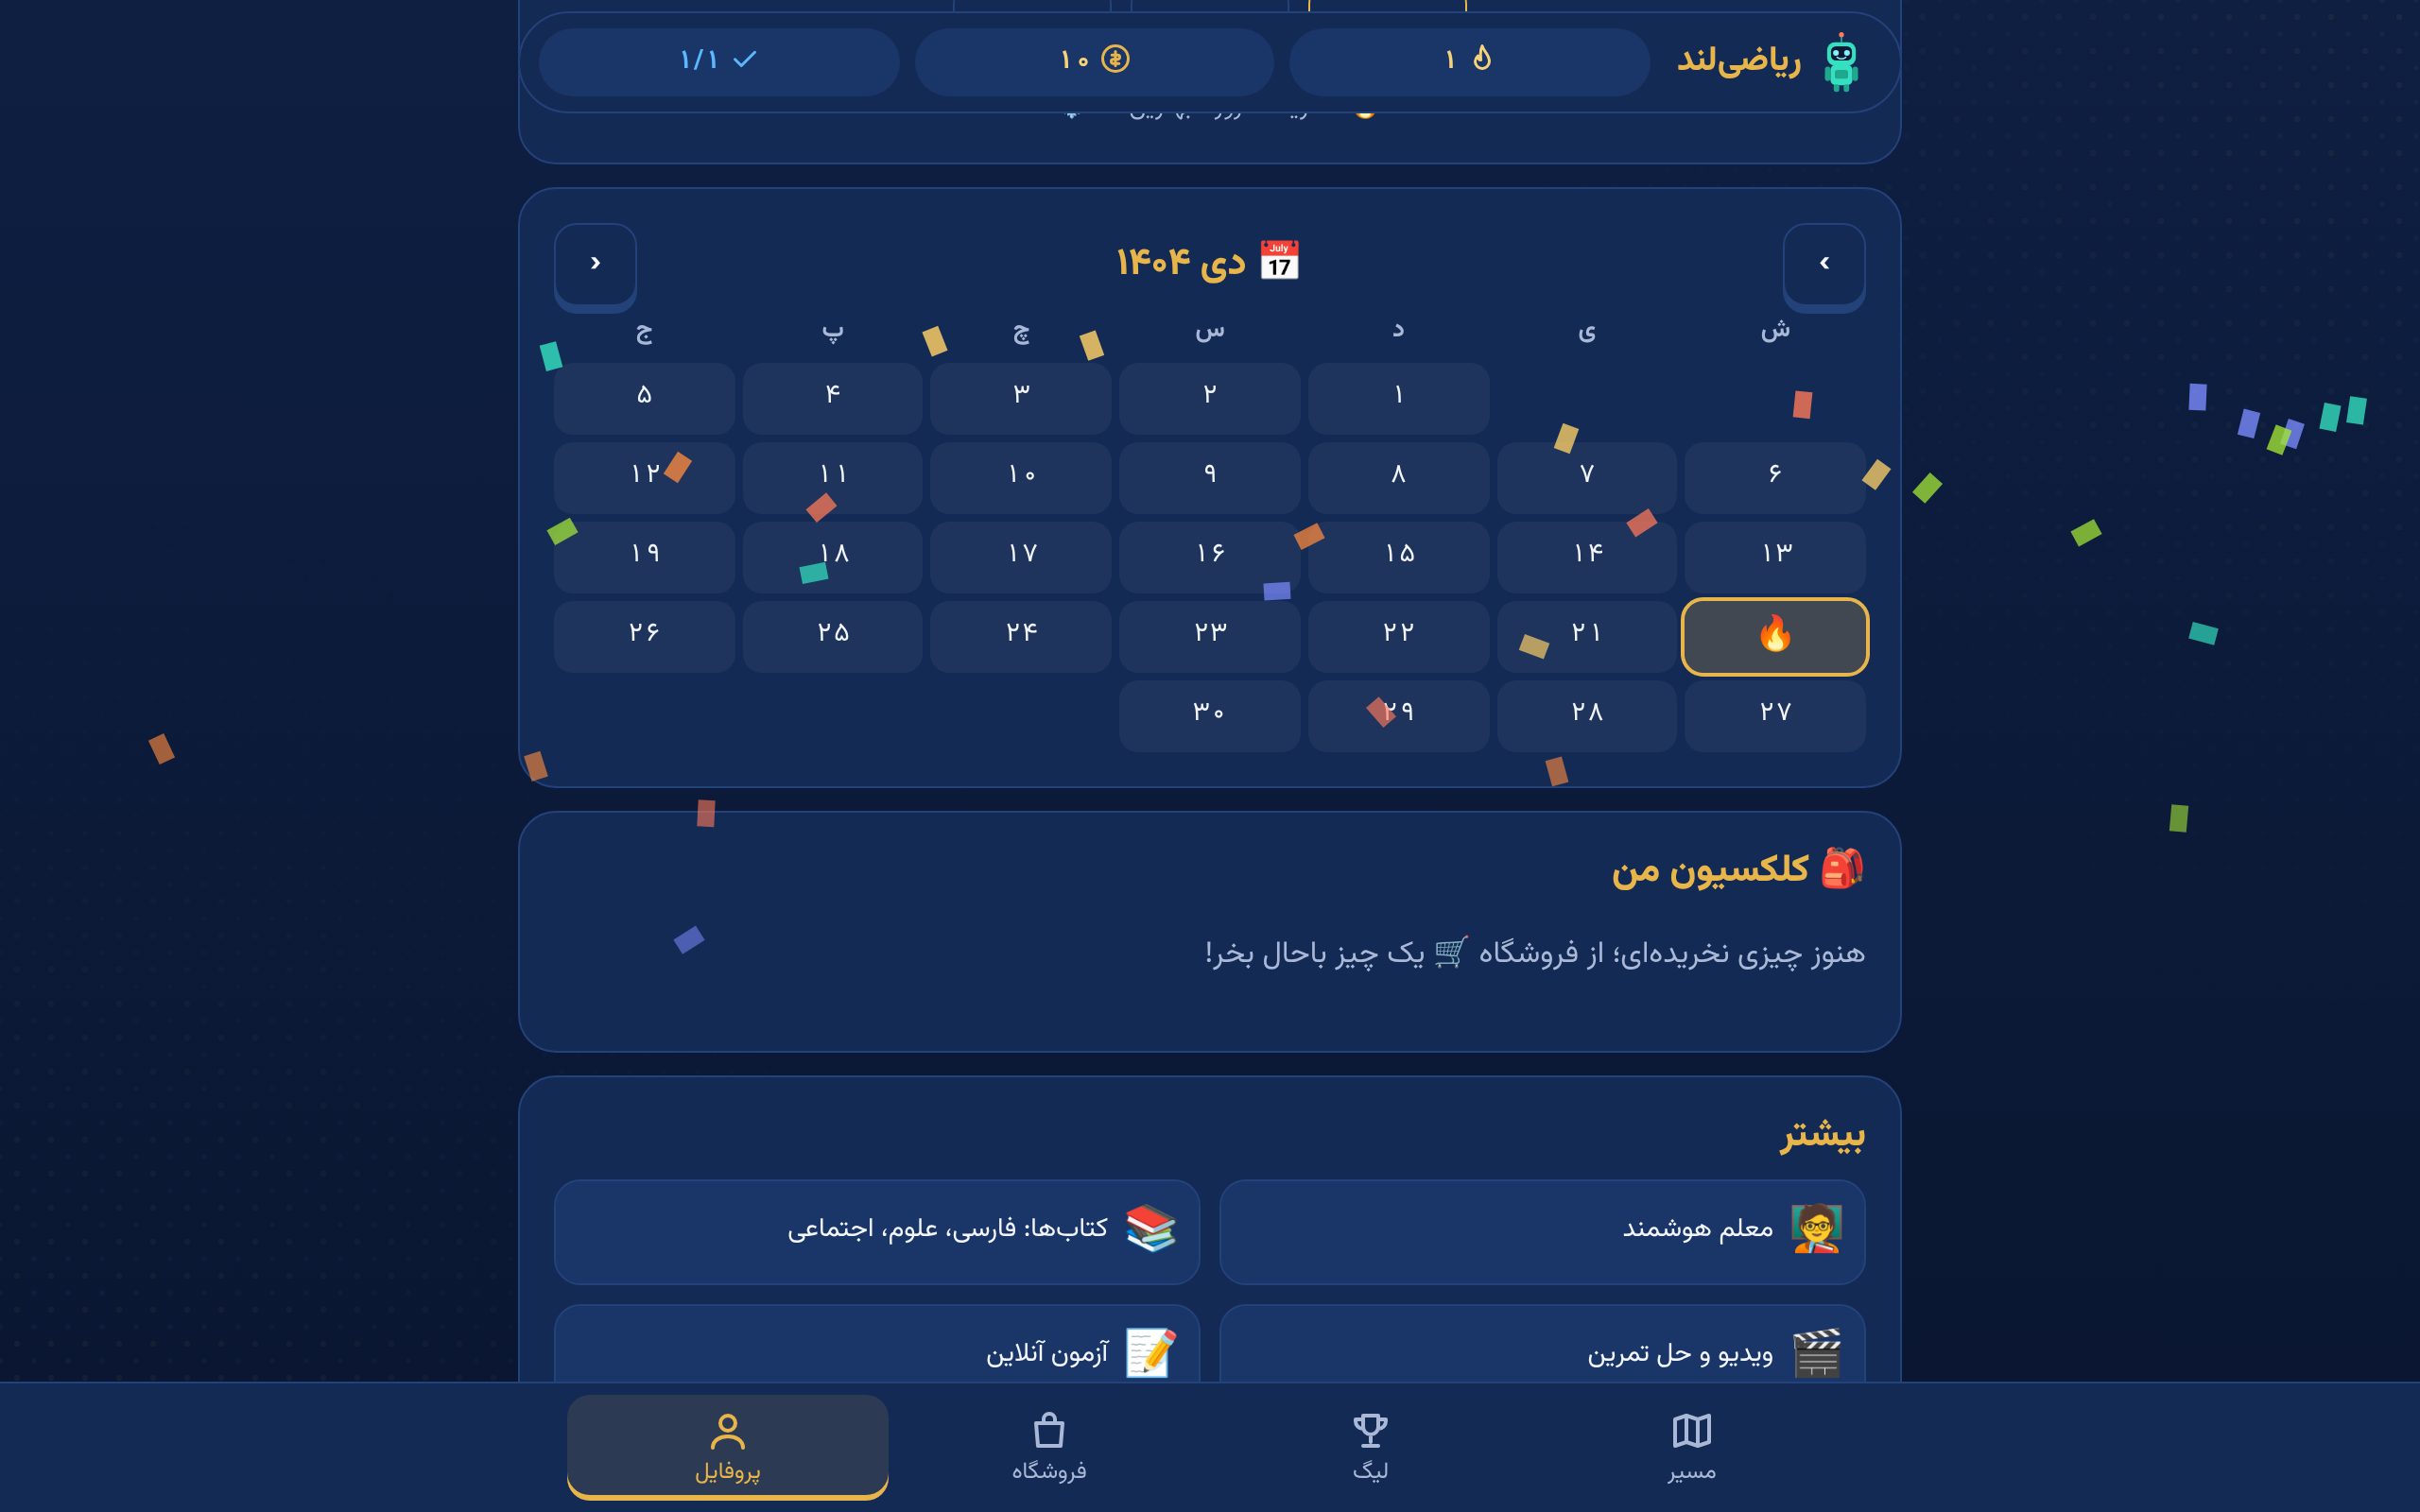 ریاضی‌لند
۱
۱۰
۱/۱
دی ۱۴۰۴
ش ی د س چ پ ج
۱ ۲ ۳ ۴ ۵
۶ ۷ ۸ ۹ ۱۰ ۱۱ ۱۲
۱۳ ۱۴ ۱۵ ۱۶ ۱۷ ۱۸ ۱۹
۲۱ ۲۲ ۲۳ ۲۴ ۲۵ ۲۶
۲۷ ۲۸ ۲۹ ۳۰
کلکسیون من
هنوز چیزی نخریده‌ای؛ از فروشگاه 🛒 یک چیز باحال بخر!
بیشتر
معلم هوشمند
کتاب‌ها: فارسی، علوم، اجتماعی
ویدیو و حل تمرین
آزمون آنلاین
مسیر
لیگ
فروشگاه
پروفایل